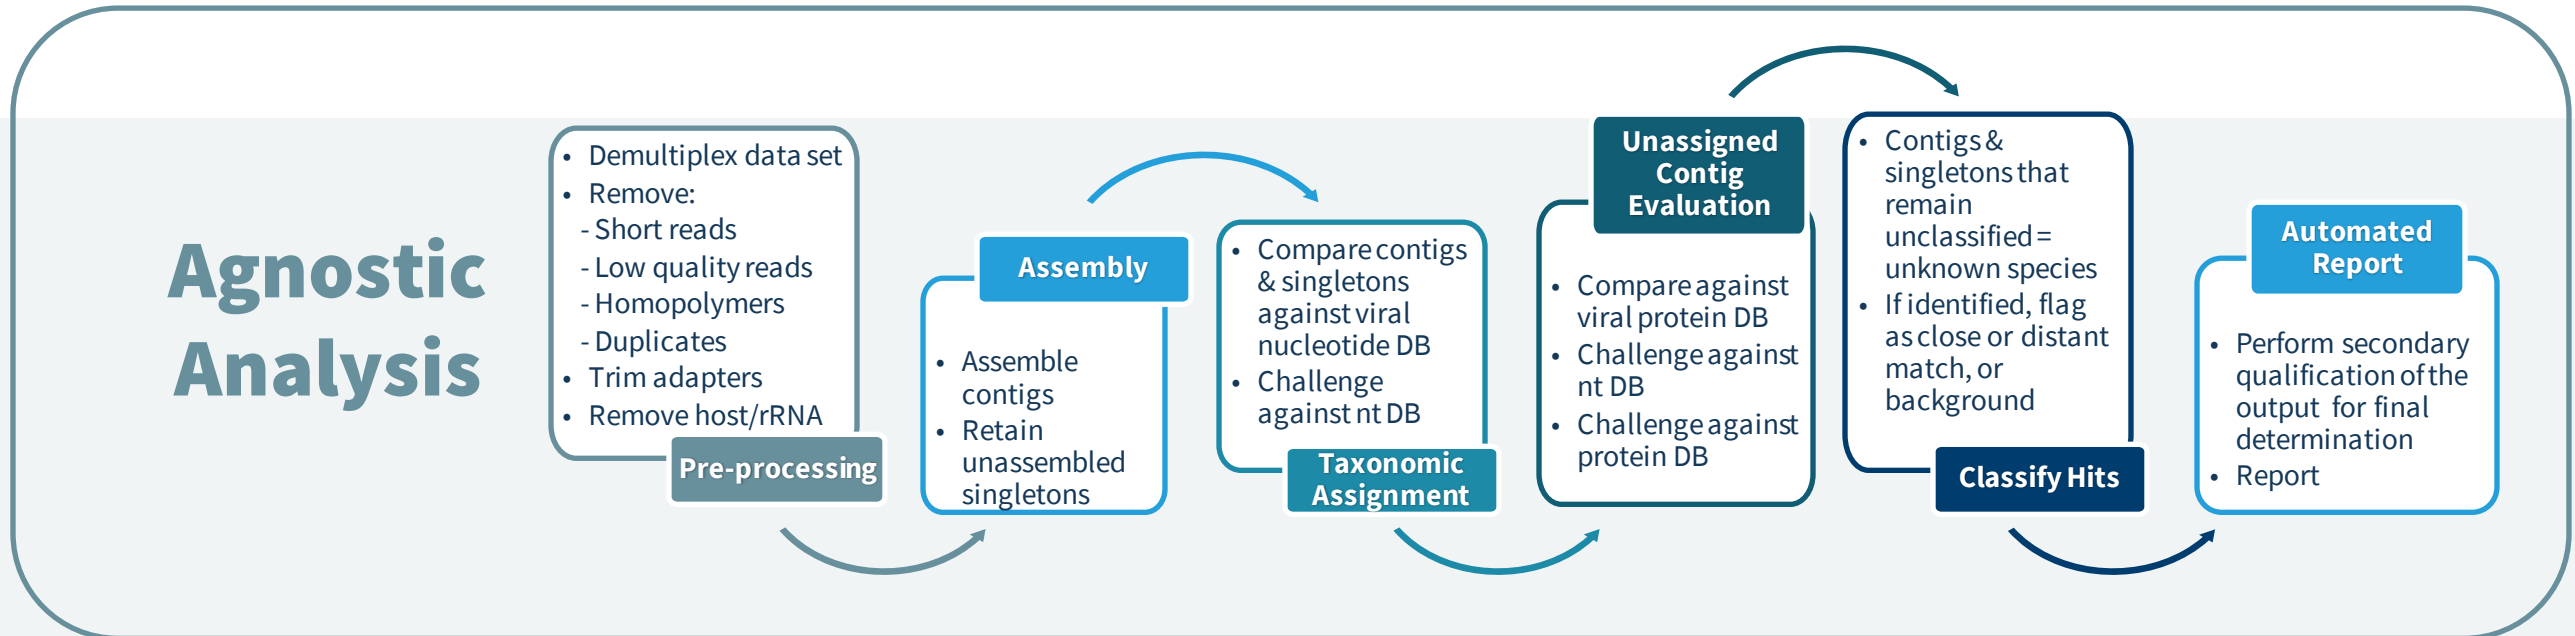 Agnostic
Analysis
• Demultiplex data set
• Remove:
- Short reads
- Low quality reads
- Homopolymers
- Duplicates
• Trim adapters
• Remove host/rRNA
Pre-processing
Assembly
• Assemble
contigs
• Retain
unassembled
singletons
• Compare contigs
& singletons
against viral
nucleotide DB
• Challenge
against nt DB
Taxonomic
Assignment
Unassigned
Contig
Evaluation
• Compare against
viral protein DB
• Challenge against
nt DB
• Challenge against
protein DB
• Contigs &
singletons that
remain
unclassified =
unknown species
• If identified, flag
as close or distant
match, or
background
Classify Hits
Automated
Report
• Perform secondary
qualification of the
output for final
determination
• Report